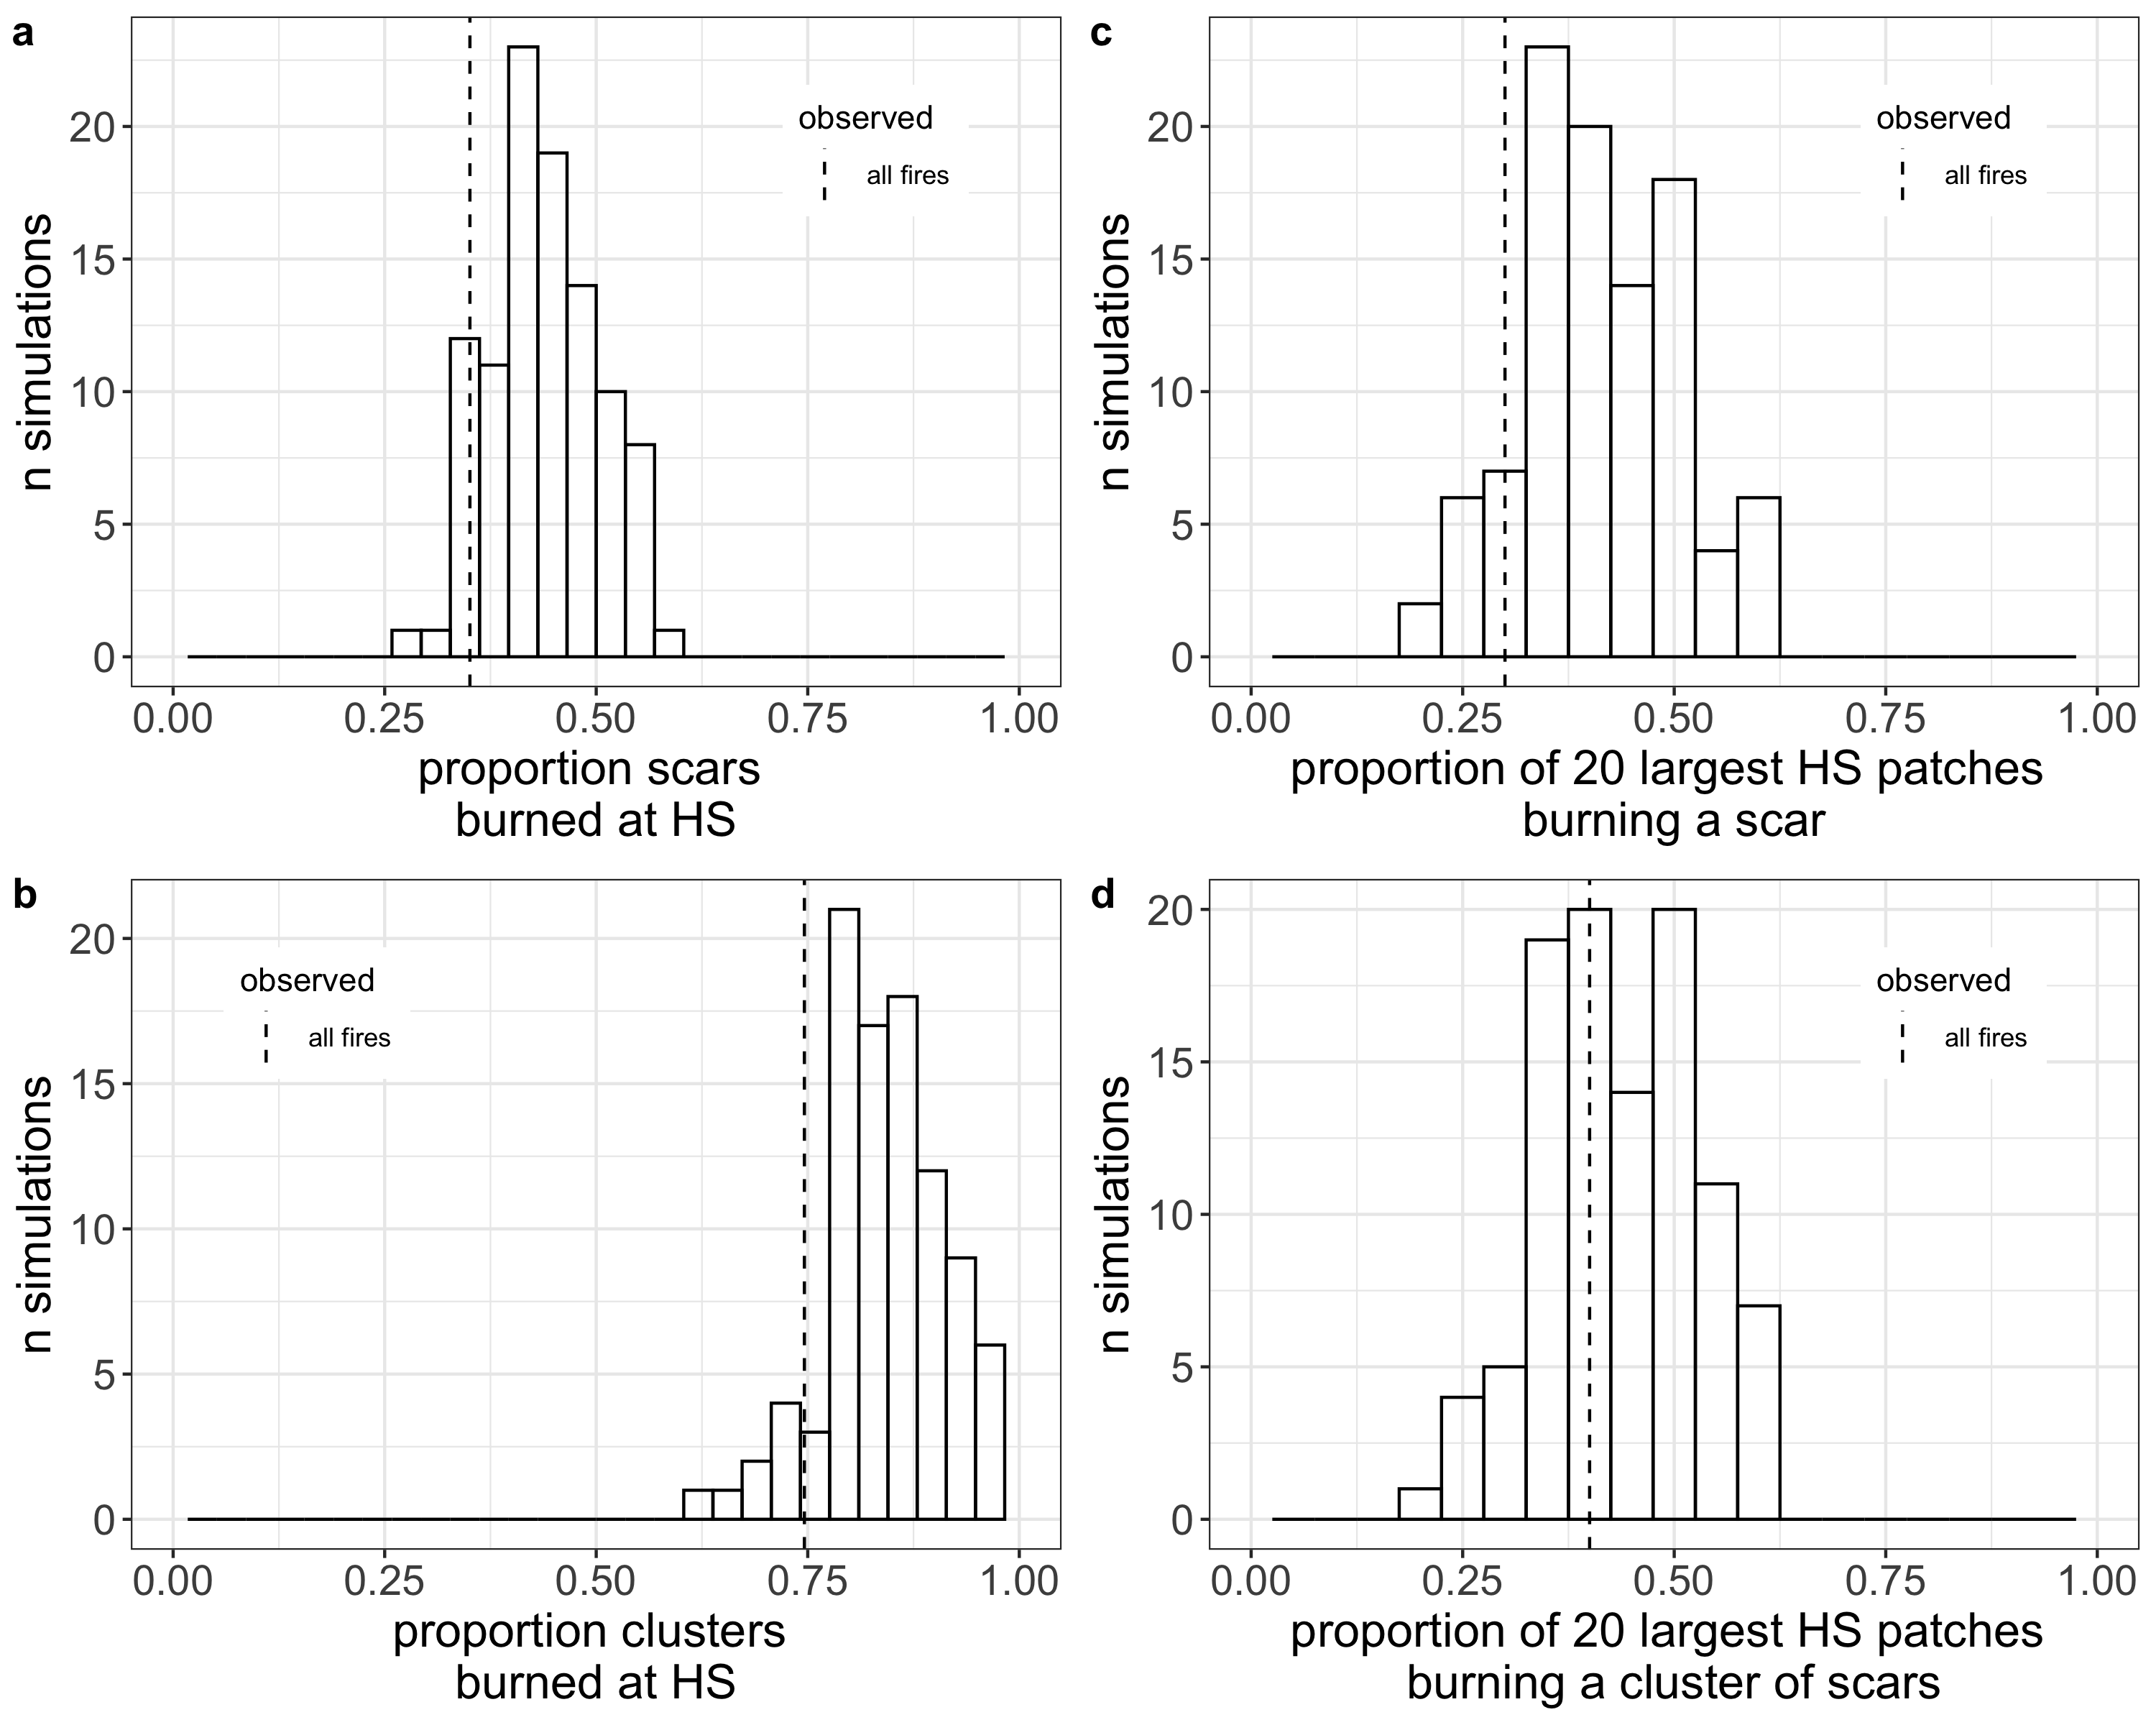 a
n simulations
20
15
10
5
0
observed
all fires
0.00 0.25 0.50 0.75 1.00
proportion scars
burned at HS
c
n simulations
20
15
10
5
0
observed
all fires
0.00 0.25 0.50 0.75 1.00
proportion of 20 largest HS patches
burning a scar
b
n simulations
20
15
10
5
0
observed
all fires
0.00 0.25 0.50 0.75 1.00
proportion clusters
burned at HS
d
n simulations
20
15
10
5
0
observed
all fires
0.00 0.25 0.50 0.75 1.00
proportion of 20 largest HS patches
burning a cluster of scars